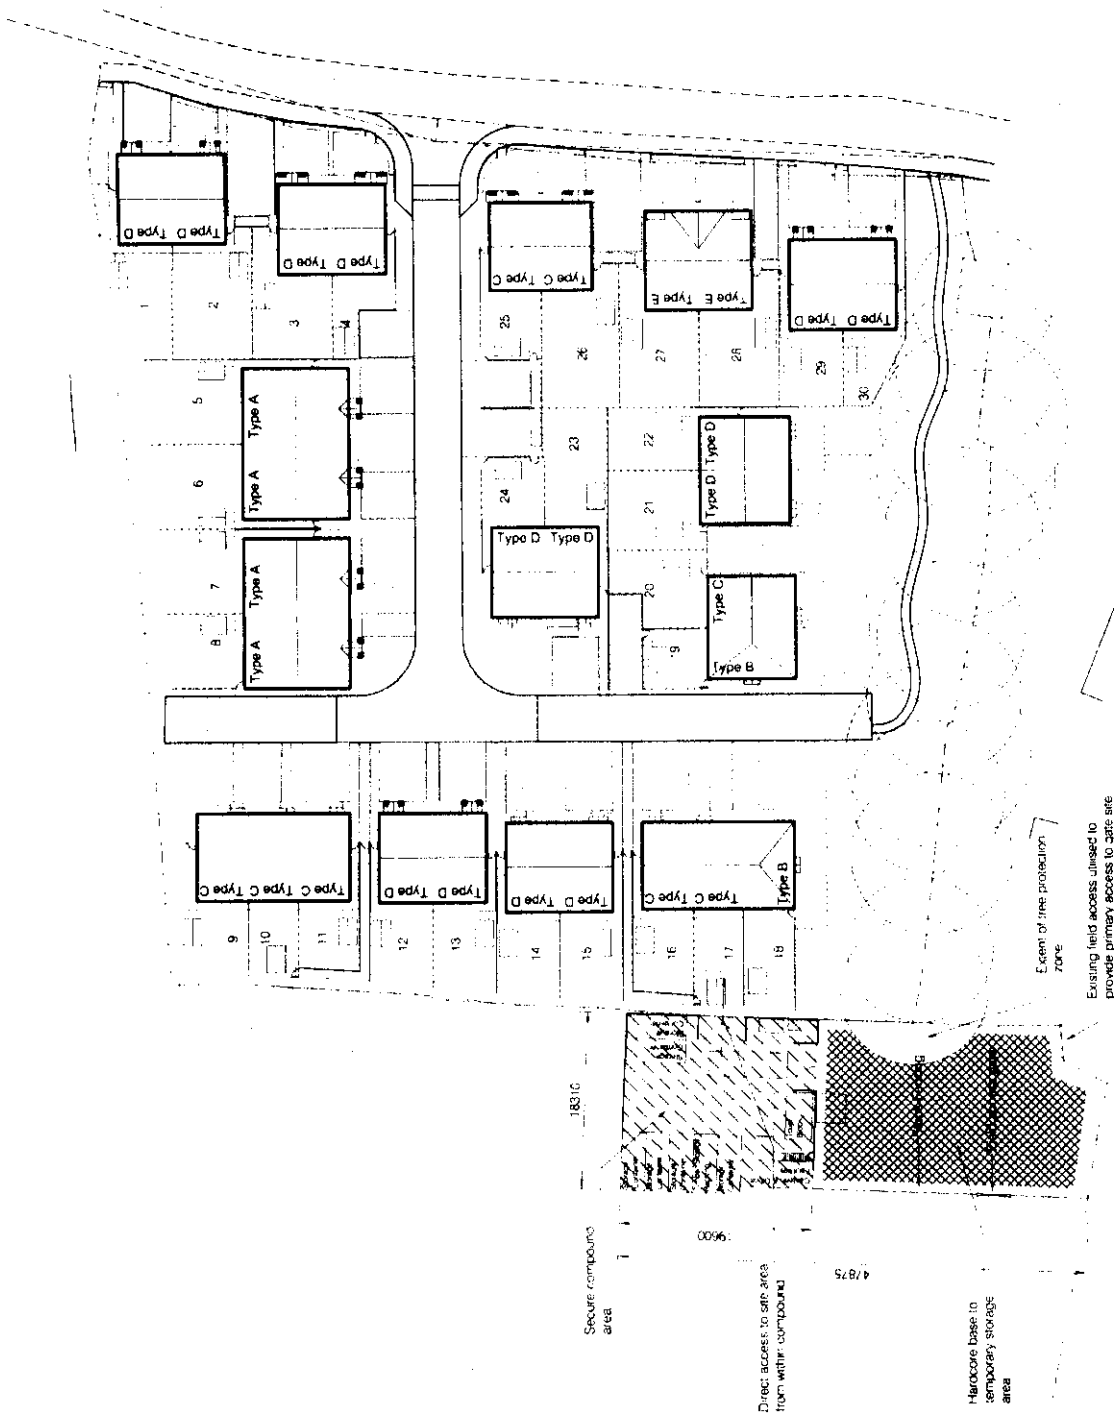 Type D Type D
Type D Type D
1
2
3
4
Type C Type C
Type E Type E
Type D Type D
25
26
27
28
29
30
5
6
7
8
Type A
Type A
Type A
Type A
24
23
22
21
20
Type D Type D
Type D Type D
Type C
Type B
Type C Type C Type C
Type D Type D
Type D Type D
Type C Type C
Type B
9
10
11
12
13
14
15
16
17
18
Extent of tree protection
zone
Existing field access utilised to
provide primary access to gate site
18310
47875
Secure compound
area
Direct access to site area
from within compound
Hardcore base to
temporary storage
area